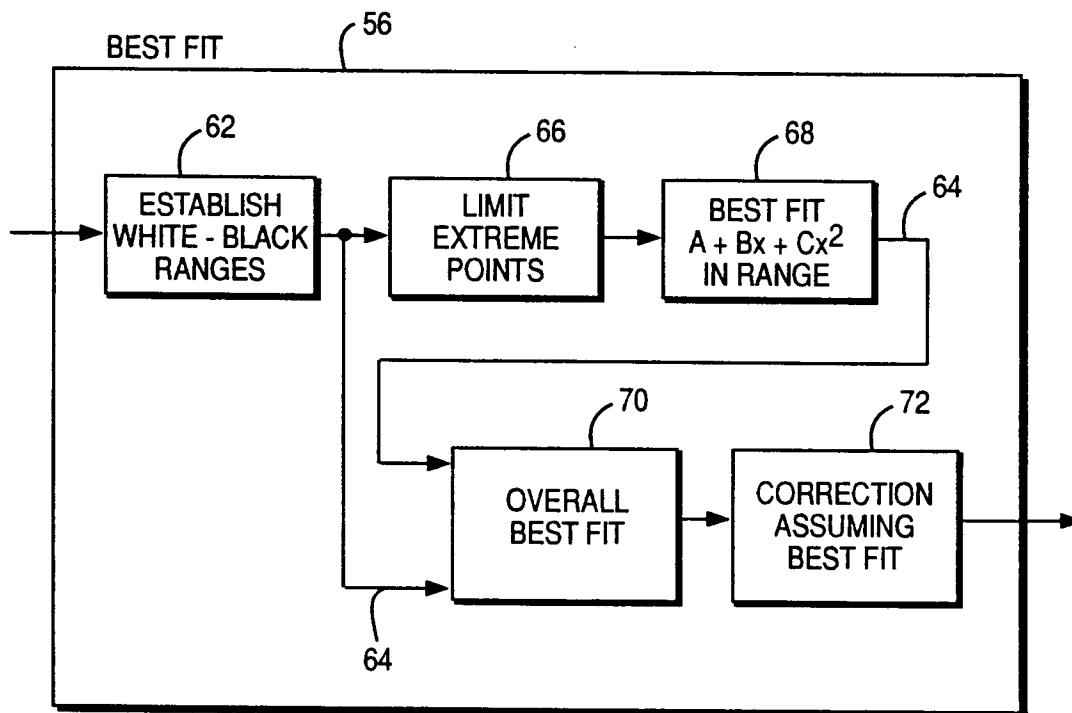 BEST FIT
56
62
ESTABLISH
WHITE - BLACK
RANGES
66
LIMIT
EXTREME
POINTS
68
BEST FIT
A + Bx + Cx²
IN RANGE
64
70
OVERALL
BEST FIT
72
CORRECTION
ASSUMING
BEST FIT
64